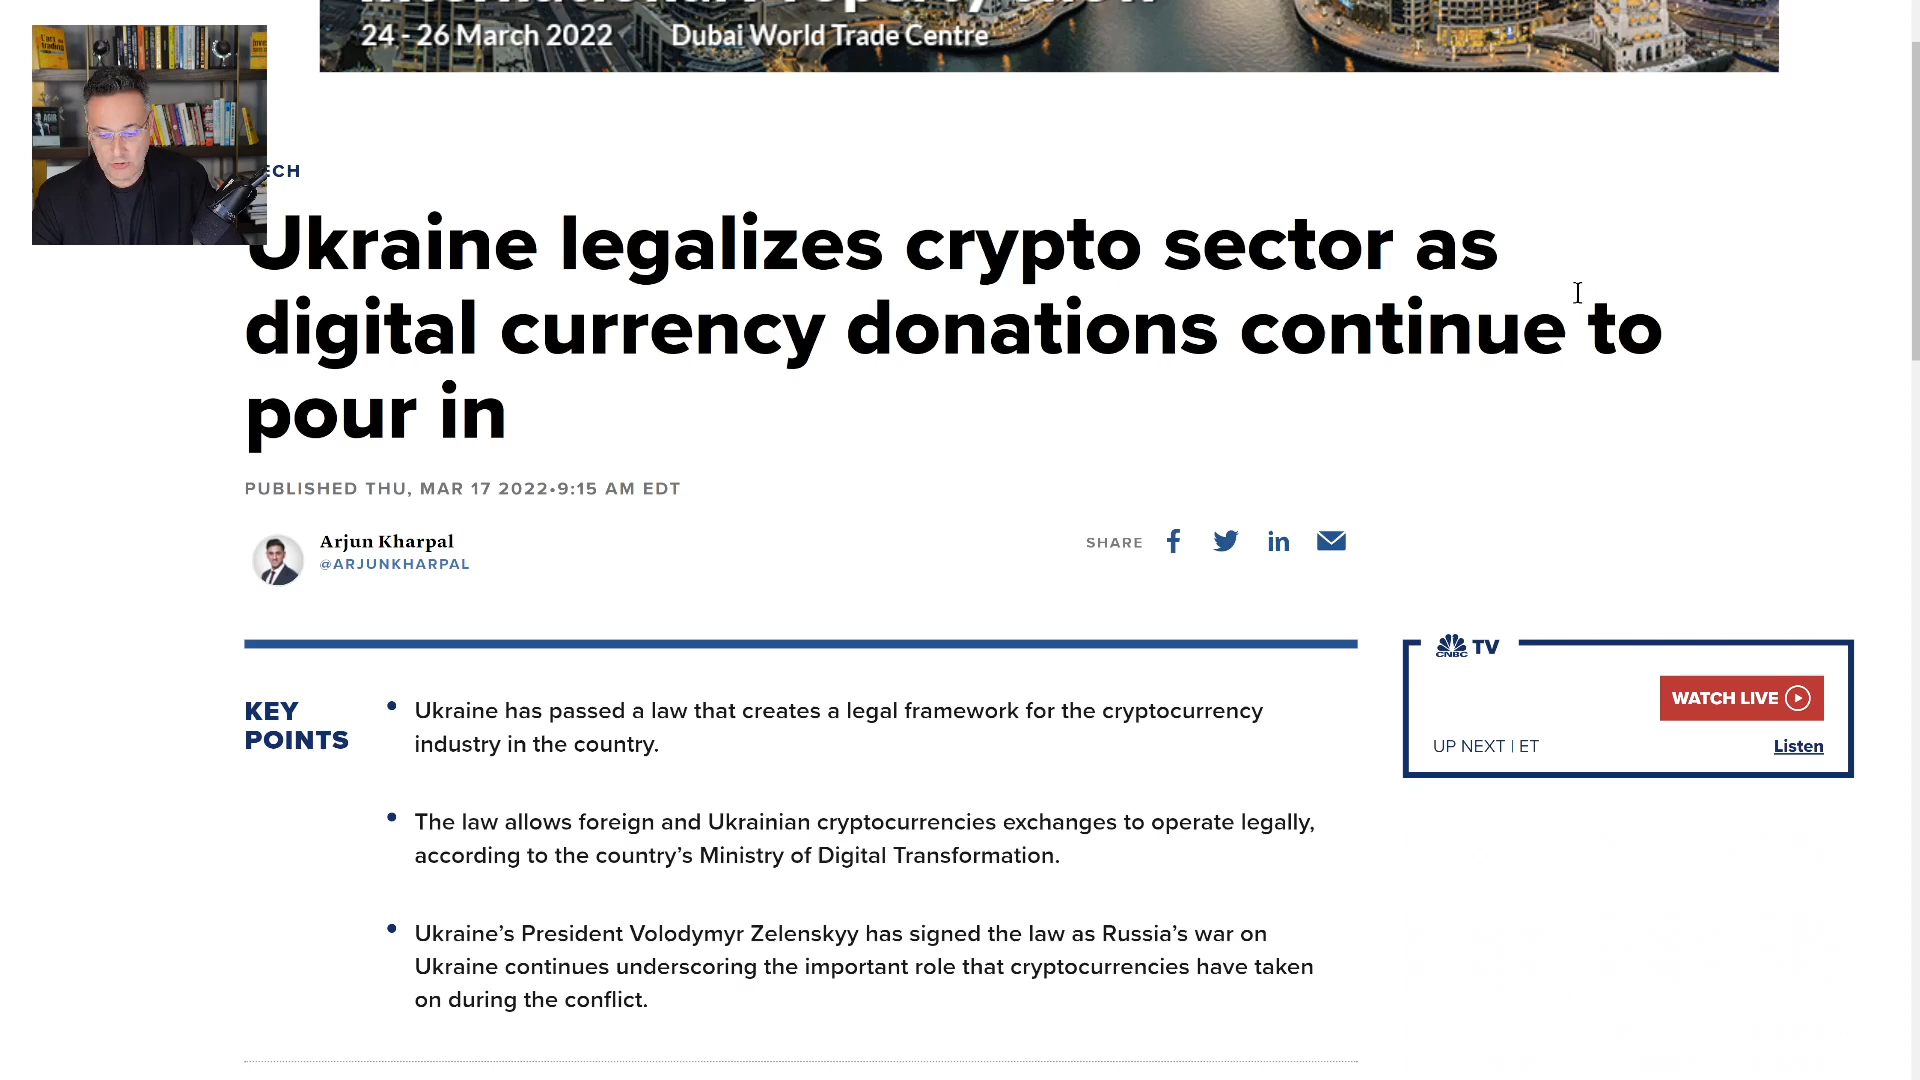 24 - 26 March 2022 Dubai World Trade Centre
AGIR
ECH
Ukraine legalizes crypto sector as
digital currency donations continue to
pour in
PUBLISHED THU, MAR 17 2022•9:15 AM EDT
Arjun Kharpal
@ARJUNKHARPAL
SHARE
KEY
POINTS
• Ukraine has passed a law that creates a legal framework for the cryptocurrency
industry in the country.
• The law allows foreign and Ukrainian cryptocurrencies exchanges to operate legally,
according to the country’s Ministry of Digital Transformation.
• Ukraine’s President Volodymyr Zelenskyy has signed the law as Russia’s war on
Ukraine continues underscoring the important role that cryptocurrencies have taken
on during the conflict.
CNBC TV
WATCH LIVE
UP NEXT | ET
Listen